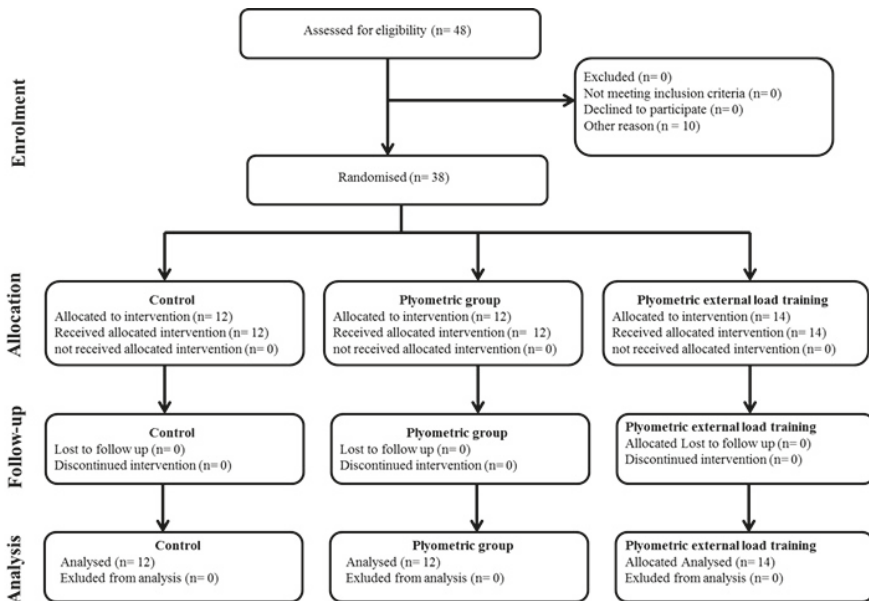 Assessed for eligibility (n= 48)
Enrolment
Excluded (n= 0)
Not meeting inclusion criteria (n= 0)
Declined to participate (n= 0)
Other reason (n = 10)
Randomised (n= 38)
Allocation
Control
Allocated to intervention (n= 12)
Received allocated intervention (n= 12)
not received allocated intervention (n= 0)
Plyometric group
Allocated to intervention (n= 12)
Received allocated intervention (n= 12)
not received allocated intervention (n= 0)
Plyometric external load training
Allocated to intervention (n= 14)
Received allocated intervention (n= 14)
not received allocated intervention (n= 0)
Follow-up
Control
Lost to follow up (n= 0)
Discontinued intervention (n= 0)
Plyometric group
Lost to follow up (n= 0)
Discontinued intervention (n= 0)
Plyometric external load training
Allocated Lost to follow up (n= 0)
Discontinued intervention (n= 0)
Analysis
Control
Analysed (n= 12)
Exluded from analysis (n= 0)
Plyometric group
Analysed (n= 12)
Exluded from analysis (n= 0)
Plyometric external load training
Allocated Analysed (n= 14)
Exluded from analysis (n= 0)